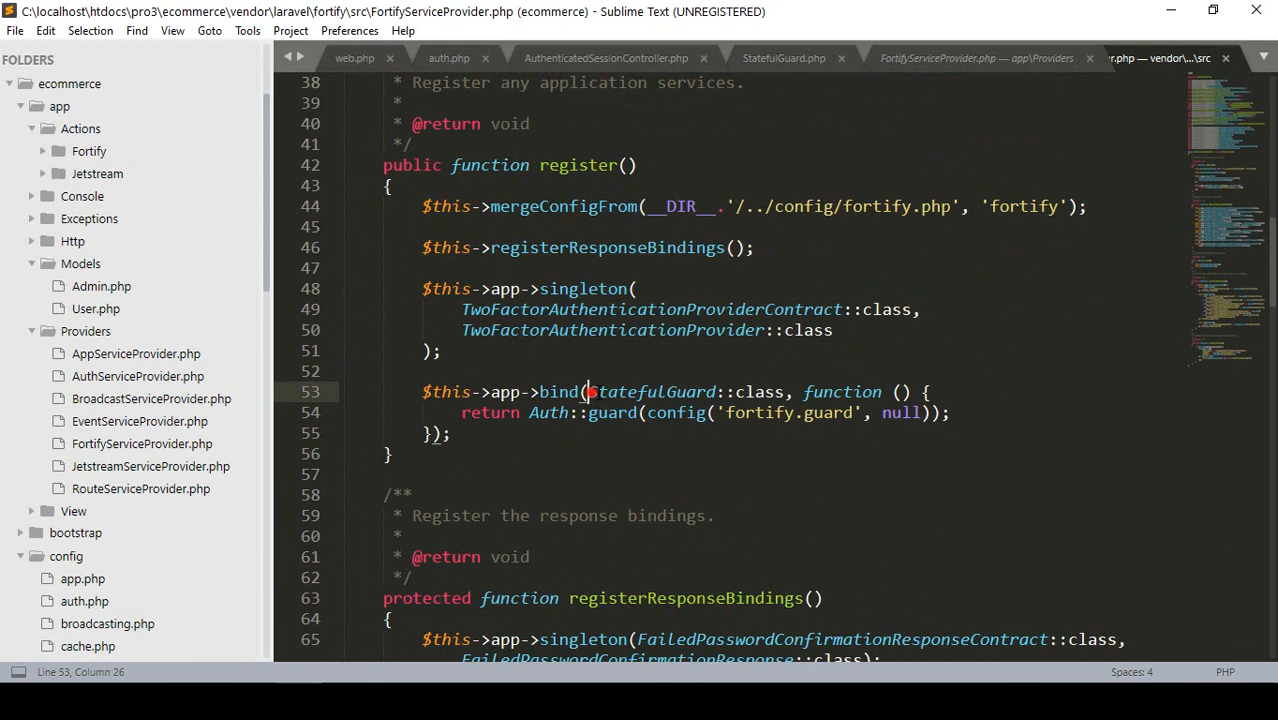 C:\localhost\htdocs\pro3\ecommerce\vendor\laravel\fortify\src\FortifyServiceProvider.php (ecommerce) - Sublime Text (UNREGISTERED)
File Edit Selection Find View Goto Tools Project Preferences Help
FOLDERS
ecommerce
app
Actions
Fortify
Jetstream
Console
Exceptions
Http
Models
Admin.php
User.php
Providers
AppServiceProvider.php
AuthServiceProvider.php
BroadcastServiceProvider.php
EventServiceProvider.php
FortifyServiceProvider.php
JetstreamServiceProvider.php
RouteServiceProvider.php
View
bootstrap
config
app.php
auth.php
broadcasting.php
cache.php
web.php auth.php AuthenticatedSessionController.php StatefulGuard.php FortifyServiceProvider.php — app\Providers er.php — vendor\...\src
38 * Register any application services.
39 *
40 * @return void
41 */
42 public function register()
43 {
44 $this->mergeConfigFrom(__DIR__.'/../config/fortify.php', 'fortify');
45
46 $this->registerResponseBindings();
47
48 $this->app->singleton(
49 TwoFactorAuthenticationProviderContract::class,
50 TwoFactorAuthenticationProvider::class
51 );
52
53 $this->app->bind(StatefulGuard::class, function () {
54 return Auth::guard(config('fortify.guard', null));
55 });
56 }
57
58 /**
59 * Register the response bindings.
60 *
61 * @return void
62 */
63 protected function registerResponseBindings()
64 {
65 $this->app->singleton(FailedPasswordConfirmationResponseContract::class,
FailedPasswordConfirmationResponse::class);
Line 53, Column 26 Spaces: 4 PHP